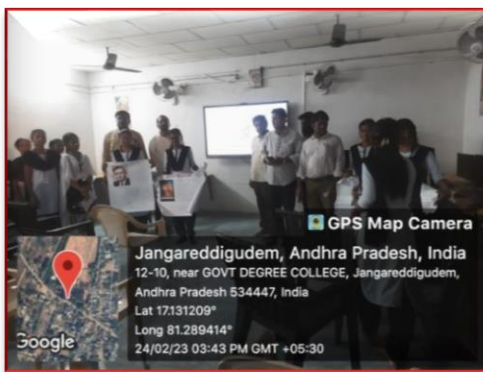 GPS Map Camera
Jangareddigudem, Andhra Pradesh, India
12-10, near GOVT DEGREE COLLEGE, Jangareddigudem,
Andhra Pradesh 534447, India
Lat 17.131209°
Long 81.289414°
24/02/23 03:43 PM GMT +05:30
Google